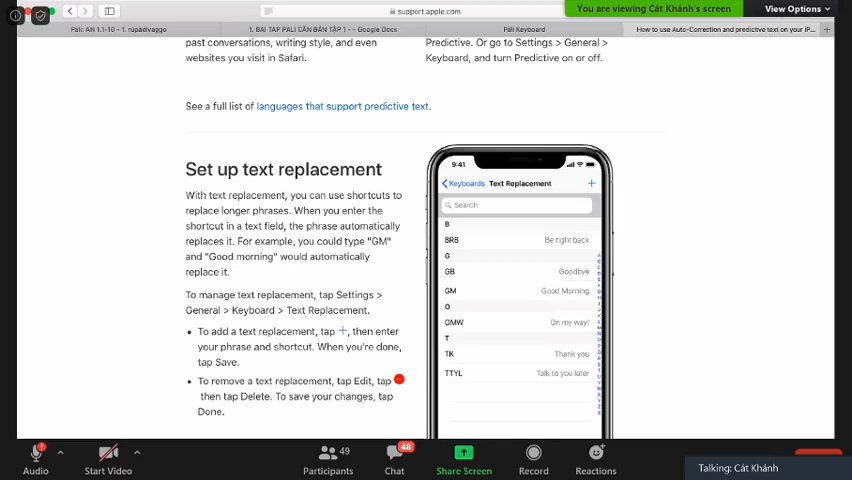 support.apple.com
You are viewing Cát Khánh's screen
View Options
Pali: AN 1.1-10 - 1. rūpādivagga
1. BAI TAP PALI CĂN BẢN TẬP 1 - - Google Docs
Pali Keyboard
How to use Auto-Correction and predictive text on your iP...
past conversations, writing style, and even
websites you visit in Safari.
Predictive. Or go to Settings > General >
Keyboard, and turn Predictive on or off.
See a full list of languages that support predictive text.
Set up text replacement
With text replacement, you can use shortcuts to
replace longer phrases. When you enter the
shortcut in a text field, the phrase automatically
replaces it. For example, you could type "GM"
and "Good morning" would automatically
replace it.
To manage text replacement, tap Settings >
General > Keyboard > Text Replacement.
• To add a text replacement, tap +, then enter
your phrase and shortcut. When you're done,
tap Save.
• To remove a text replacement, tap Edit, tap
then tap Delete. To save your changes, tap
Done.
9:41
Keyboards Text Replacement +
Search
B
BRB Be right back
G
GB Goodbye
GM Good Morning
O
OMW On my way!
T
TK Thank you
TTYL Talk to you later
Audio
Start Video
49
Participants
48
Chat
Share Screen
Record
Reactions
Talking: Cát Khánh